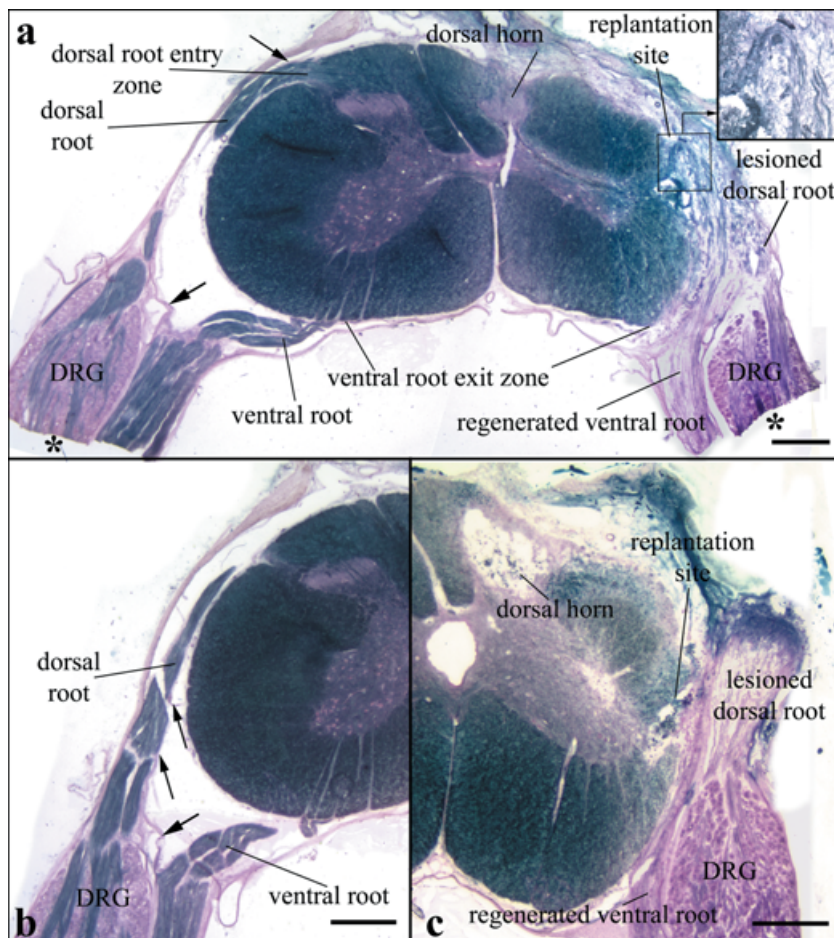 a
dorsal root entry
zone
dorsal
root
dorsal horn
replantation
site
lesioned
dorsal root
DRG
*
ventral root
ventral root exit zone
regenerated ventral root
DRG
*
b
dorsal
root
DRG
ventral root
c
dorsal horn
replantation
site
lesioned
dorsal root
DRG
regenerated ventral root